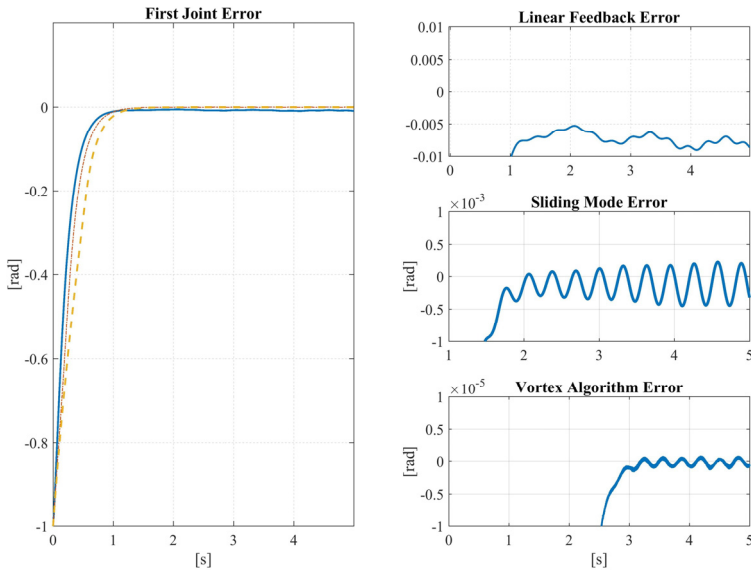 First Joint Error
0
-0.2
-0.4
-0.6
-0.8
-1
[rad]
0 1 2 3 4
[s]
Linear Feedback Error
0.01
0.005
0
-0.005
-0.01
0 1 2 3 4 5
×10⁻³ Sliding Mode Error
1
0.5
0
-0.5
-1
[rad]
1 2 3 4 5
×10⁻⁵ Vortex Algorithm Error
1
0.5
0
-0.5
-1
[rad]
0 1 2 3 4 5
[s]